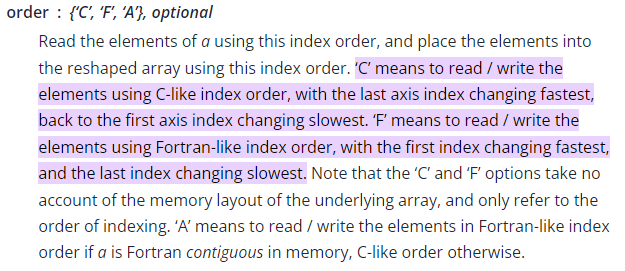 order : {‘C’, ‘F’, ‘A’}, optional
Read the elements of a using this index order, and place the elements into
the reshaped array using this index order. ‘C’ means to read / write the
elements using C-like index order, with the last axis index changing fastest,
back to the first axis index changing slowest. ‘F’ means to read / write the
elements using Fortran-like index order, with the first index changing fastest,
and the last index changing slowest. Note that the ‘C’ and ‘F’ options take no
account of the memory layout of the underlying array, and only refer to the
order of indexing. ‘A’ means to read / write the elements in Fortran-like index
order if a is Fortran contiguous in memory, C-like order otherwise.